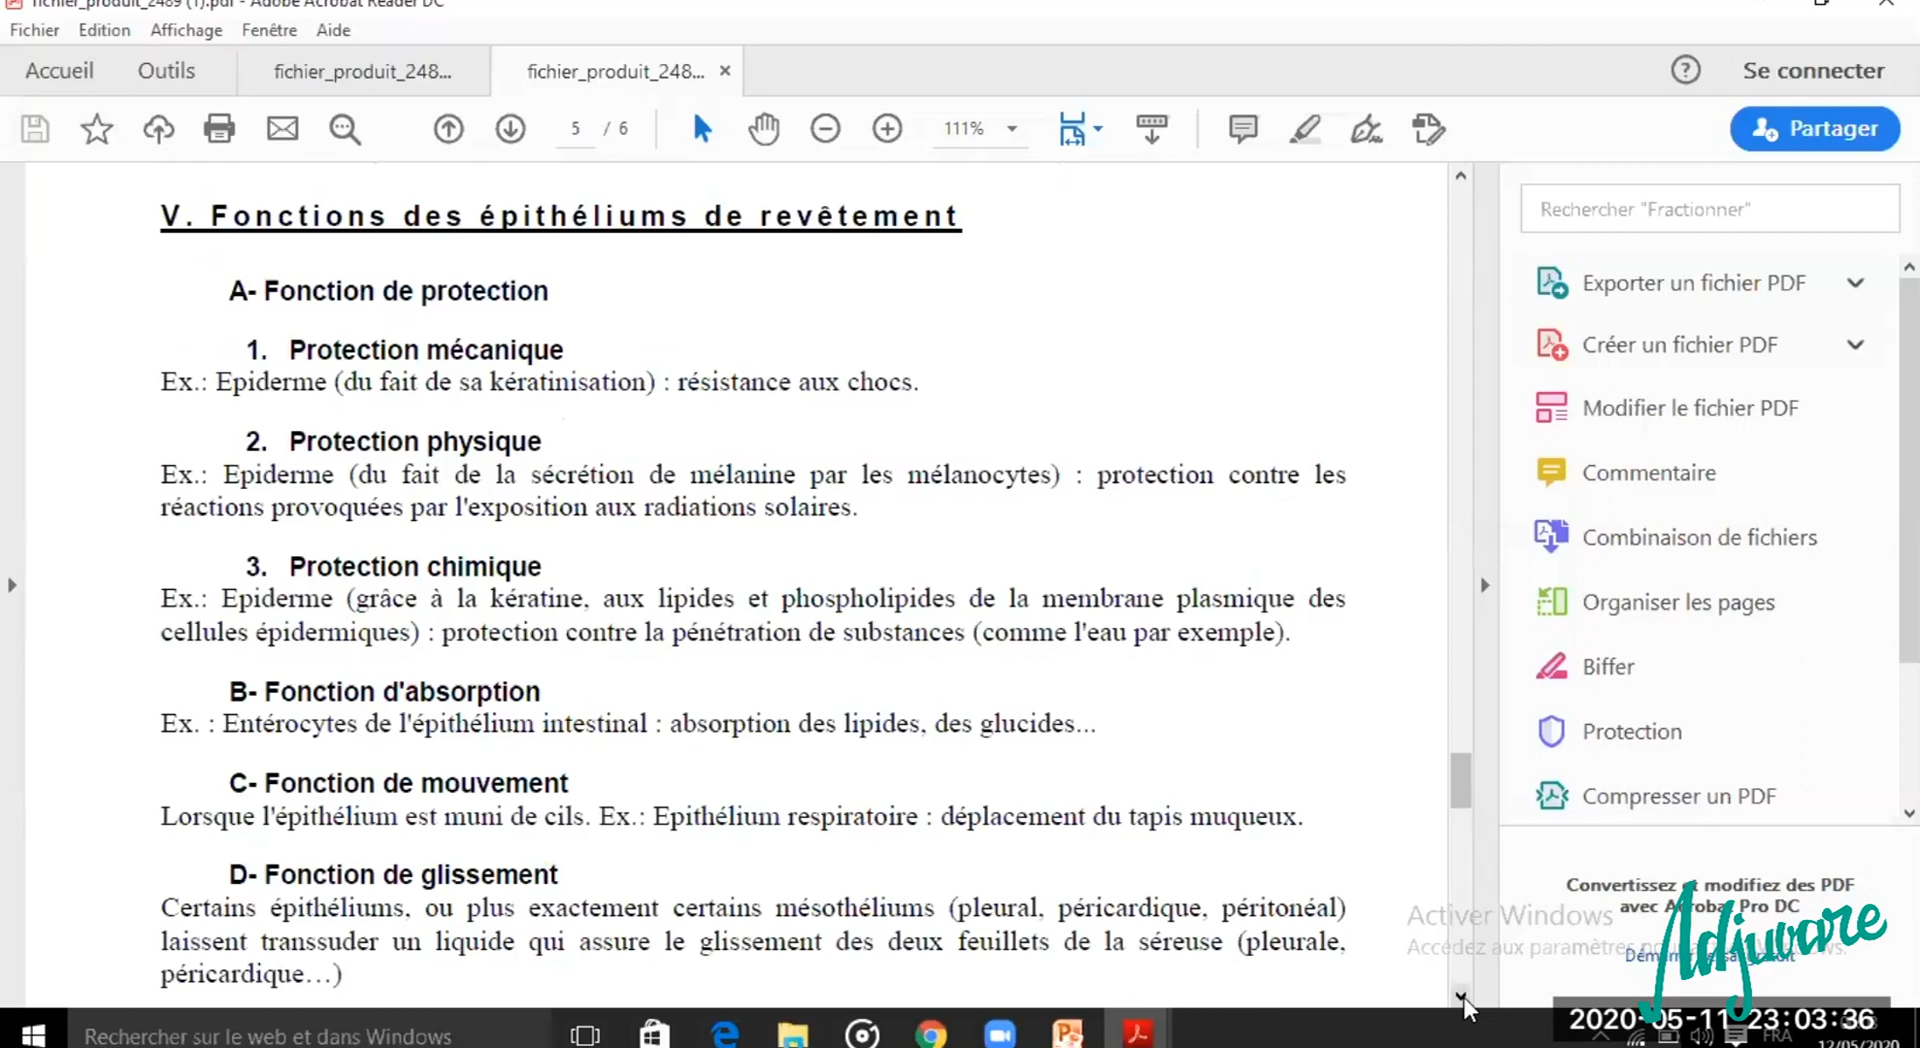 fichier_produit_2489 (1).pdf - Adobe Acrobat Reader DC
Fichier Edition Affichage Fenêtre Aide
Accueil Outils fichier_produit_248... fichier_produit_248... × ? Se connecter
5 / 6 111% Partager
V. Fonctions des épithéliums de revêtement
A- Fonction de protection
1. Protection mécanique
Ex.: Epiderme (du fait de sa kératinisation) : résistance aux chocs.
2. Protection physique
Ex.: Epiderme (du fait de la sécrétion de mélanine par les mélanocytes) : protection contre les
réactions provoquées par l'exposition aux radiations solaires.
3. Protection chimique
Ex.: Epiderme (grâce à la kératine, aux lipides et phospholipides de la membrane plasmique des
cellules épidermiques) : protection contre la pénétration de substances (comme l'eau par exemple).
B- Fonction d'absorption
Ex. : Entérocytes de l'épithélium intestinal : absorption des lipides, des glucides...
C- Fonction de mouvement
Lorsque l'épithélium est muni de cils. Ex.: Epithélium respiratoire : déplacement du tapis muqueux.
D- Fonction de glissement
Certains épithéliums, ou plus exactement certains mésothéliums (pleural, péricardique, péritonéal)
laissent transsuder un liquide qui assure le glissement des deux feuillets de la séreuse (pleurale,
péricardique…)
Rechercher "Fractionner"
Exporter un fichier PDF
Créer un fichier PDF
Modifier le fichier PDF
Commentaire
Combinaison de fichiers
Organiser les pages
Biffer
Protection
Compresser un PDF
Convertissez et modifiez des PDF
avec Acrobat Pro DC
Activer Windows
Accédez aux paramètres Windows.
Adjuware
Rechercher sur le web et dans Windows
2020-05-11 23:03:36
FRA
12/05/2020